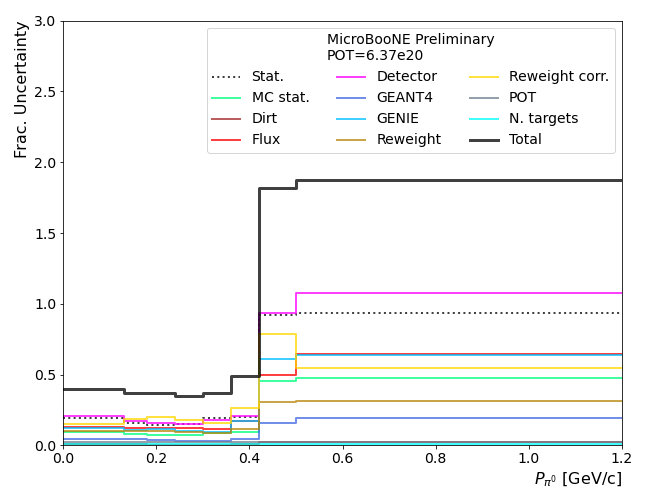 MicroBooNE Preliminary
POT=6.37e20
Stat. Detector Reweight corr.
MC stat. GEANT4 POT
Dirt GENIE N. targets
Flux Reweight Total
Frac. Uncertainty
3.0
2.5
2.0
1.5
1.0
0.5
0.0
0.0 0.2 0.4 0.6 0.8 1.0 1.2
P_{π^0} [GeV/c]